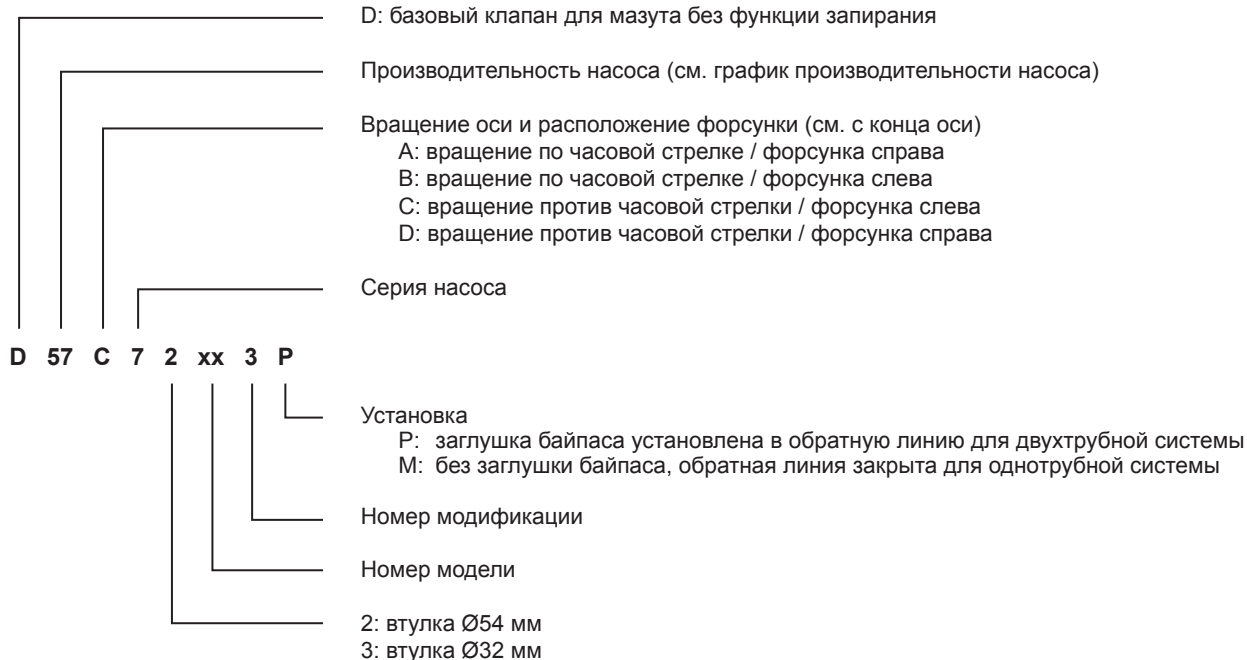 D: базовый клапан для мазута без функции запирания
Производительность насоса (см. график производительности насоса)
Вращение оси и расположение форсунки (см. с конца оси)
A: вращение по часовой стрелке / форсунка справа
B: вращение по часовой стрелке / форсунка слева
C: вращение против часовой стрелки / форсунка слева
D: вращение против часовой стрелки / форсунка справа
Серия насоса
D 57 C 7 2 xx 3 P
Установка
P: заглушка байпаса установлена в обратную линию для двухтрубной системы
M: без заглушки байпаса, обратная линия закрыта для однотрубной системы
Номер модификации
Номер модели
2: втулка Ø54 мм
3: втулка Ø32 мм